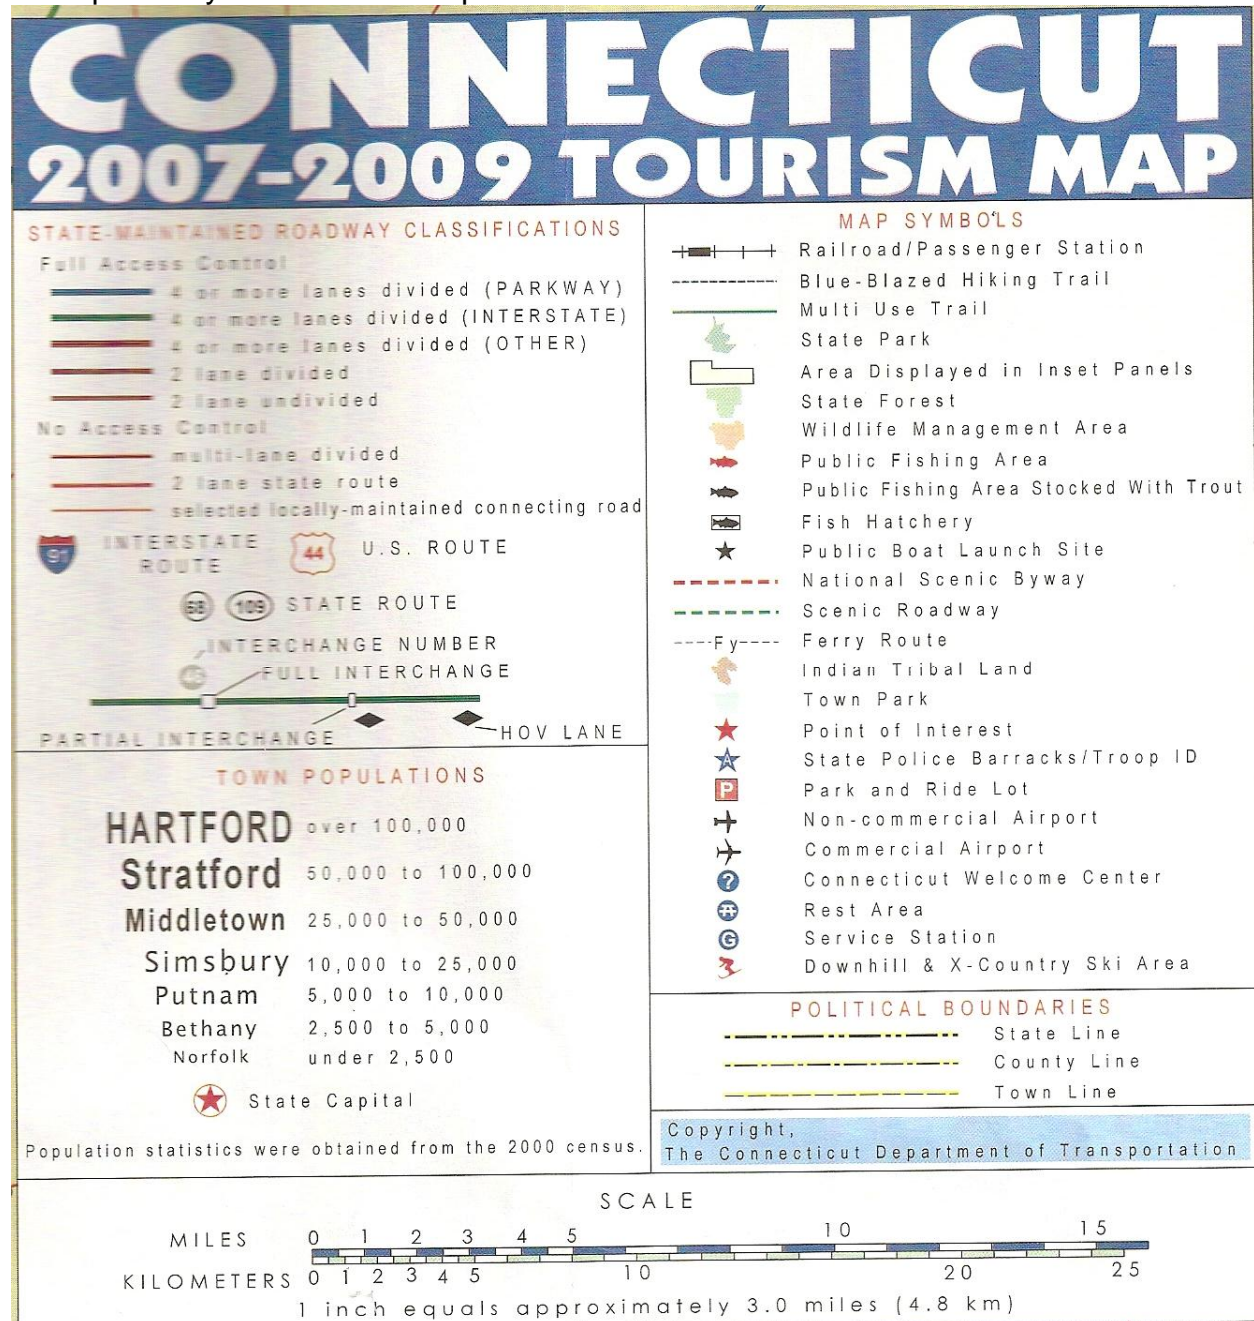 CONNECTICUT
2007-2009 TOURISM MAP
STATE-MAINTAINED ROADWAY CLASSIFICATIONS
Full Access Control
4 or more lanes divided (PARKWAY)
4 or more lanes divided (INTERSTATE)
4 or more lanes divided (OTHER)
2 lane divided
2 lane undivided
No Access Control
multi-lane divided
2 lane state route
selected locally-maintained connecting road
91 INTERSTATE ROUTE
44 U.S. ROUTE
68 109 STATE ROUTE
INTERCHANGE NUMBER
FULL INTERCHANGE
PARTIAL INTERCHANGE
HOV LANE
TOWN POPULATIONS
HARTFORD over 100,000
Stratford 50,000 to 100,000
Middletown 25,000 to 50,000
Simsbury 10,000 to 25,000
Putnam 5,000 to 10,000
Bethany 2,500 to 5,000
Norfolk under 2,500
State Capital
Population statistics were obtained from the 2000 census.
MAP SYMBOLS
Railroad/Passenger Station
Blue-Blazed Hiking Trail
Multi Use Trail
State Park
Area Displayed in Inset Panels
State Forest
Wildlife Management Area
Public Fishing Area
Public Fishing Area Stocked With Trout
Fish Hatchery
Public Boat Launch Site
National Scenic Byway
Scenic Roadway
----Fy---- Ferry Route
Indian Tribal Land
Town Park
Point of Interest
A State Police Barracks/Troop ID
P Park and Ride Lot
Non-commercial Airport
Commercial Airport
? Connecticut Welcome Center
Rest Area
G Service Station
Downhill & X-Country Ski Area
POLITICAL BOUNDARIES
State Line
County Line
Town Line
Copyright,
The Connecticut Department of Transportation
SCALE
MILES 0 1 2 3 4 5 10 15
KILOMETERS 0 1 2 3 4 5 10 20 25
1 inch equals approximately 3.0 miles (4.8 km)